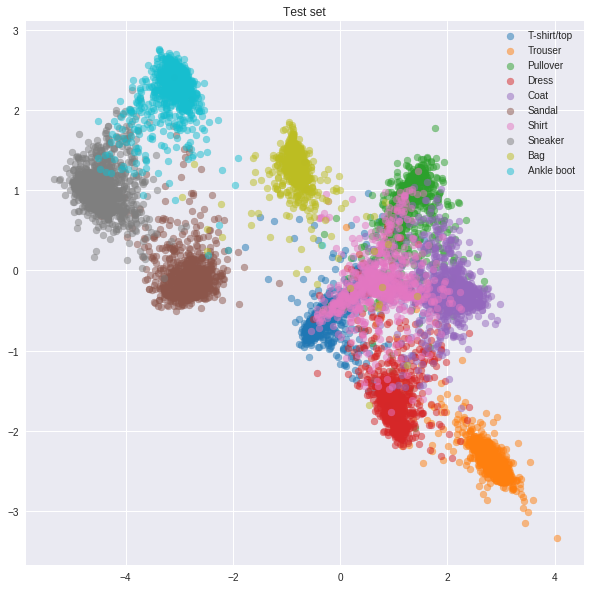 Test set
T-shirt/top
Trouser
Pullover
Dress
Coat
Sandal
Shirt
Sneaker
Bag
Ankle boot
3
2
1
0
−1
−2
−3
−4 −2 0 2 4